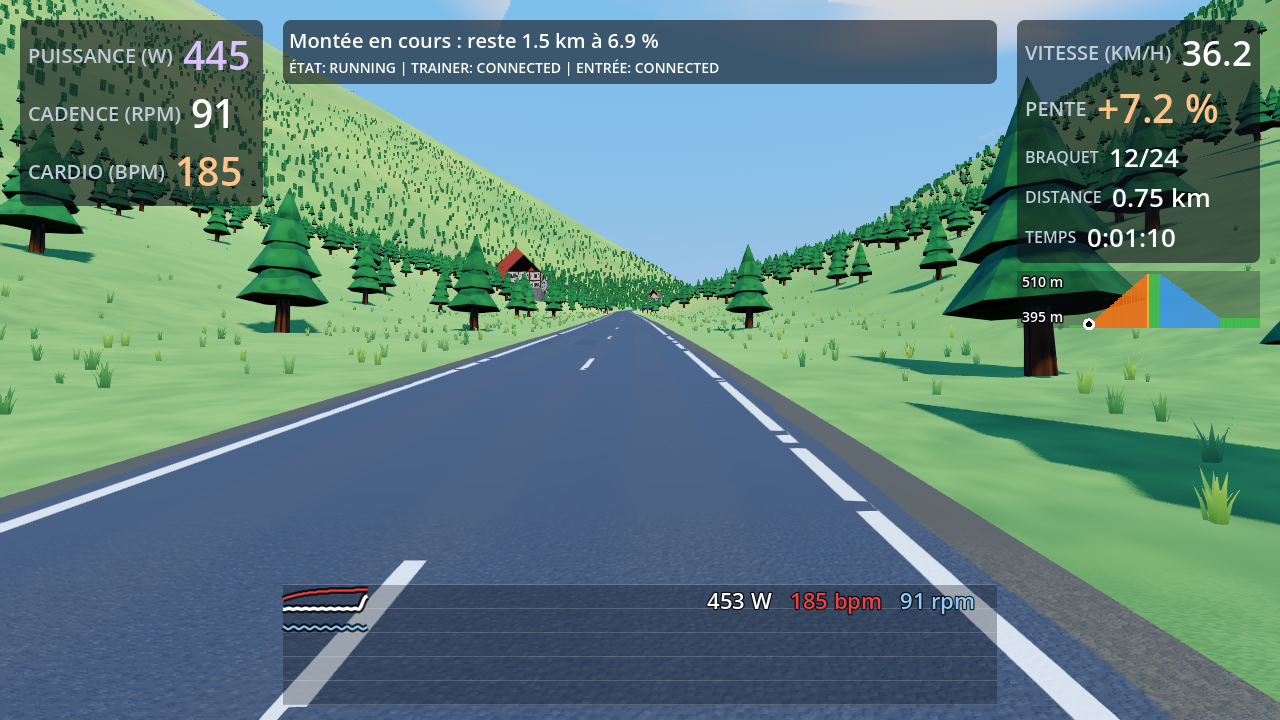 PUISSANCE (W) 445
CADENCE (RPM) 91
CARDIO (BPM) 185
Montée en cours : reste 1.5 km à 6.9 %
ÉTAT: RUNNING | TRAINER: CONNECTED | ENTRÉE: CONNECTED
VITESSE (KM/H) 36.2
PENTE +7.2 %
BRAQUET 12/24
DISTANCE 0.75 km
TEMPS 0:01:10
510 m
395 m
453 W 185 bpm 91 rpm